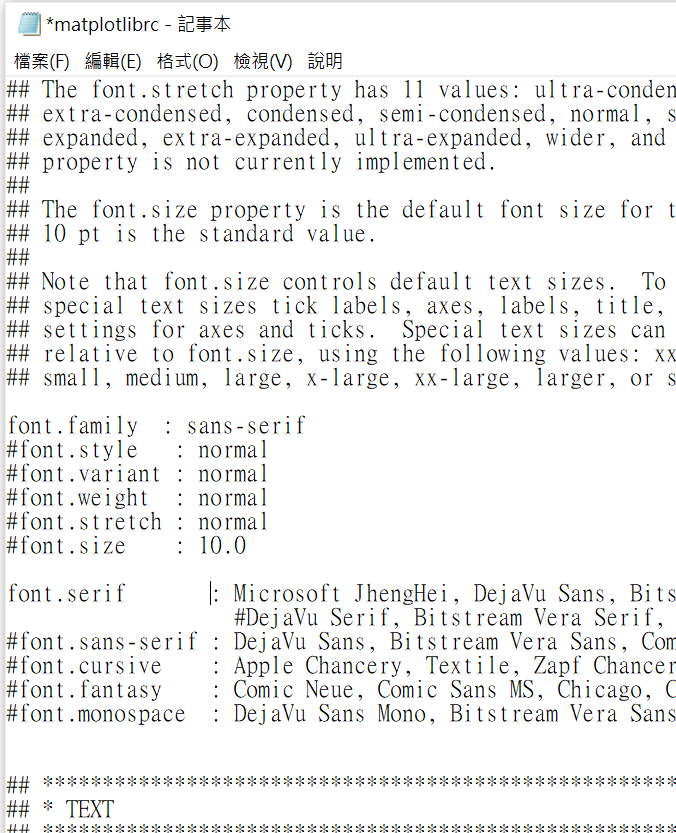 *matplotlibrc - 記事本
檔案(F) 編輯(E) 格式(O) 檢視(V) 說明
## The font.stretch property has 11 values: ultra-conden
## extra-condensed, condensed, semi-condensed, normal, s
## expanded, extra-expanded, ultra-expanded, wider, and
## property is not currently implemented.
##
## The font.size property is the default font size for t
## 10 pt is the standard value.
##
## Note that font.size controls default text sizes.  To
## special text sizes tick labels, axes, labels, title,
## settings for axes and ticks.  Special text sizes can
## relative to font.size, using the following values: xx
## small, medium, large, x-large, xx-large, larger, or s
font.family  : sans-serif
#font.style   : normal
#font.variant : normal
#font.weight  : normal
#font.stretch : normal
#font.size    : 10.0
font.serif       : Microsoft JhengHei, DejaVu Sans, Bits
#DejaVu Serif, Bitstream Vera Serif,
#font.sans-serif : DejaVu Sans, Bitstream Vera Sans, Com
#font.cursive    : Apple Chancery, Textile, Zapf Chancer
#font.fantasy    : Comic Neue, Comic Sans MS, Chicago, C
#font.monospace  : DejaVu Sans Mono, Bitstream Vera Sans
## *****************************************************
## * TEXT
## *****************************************************